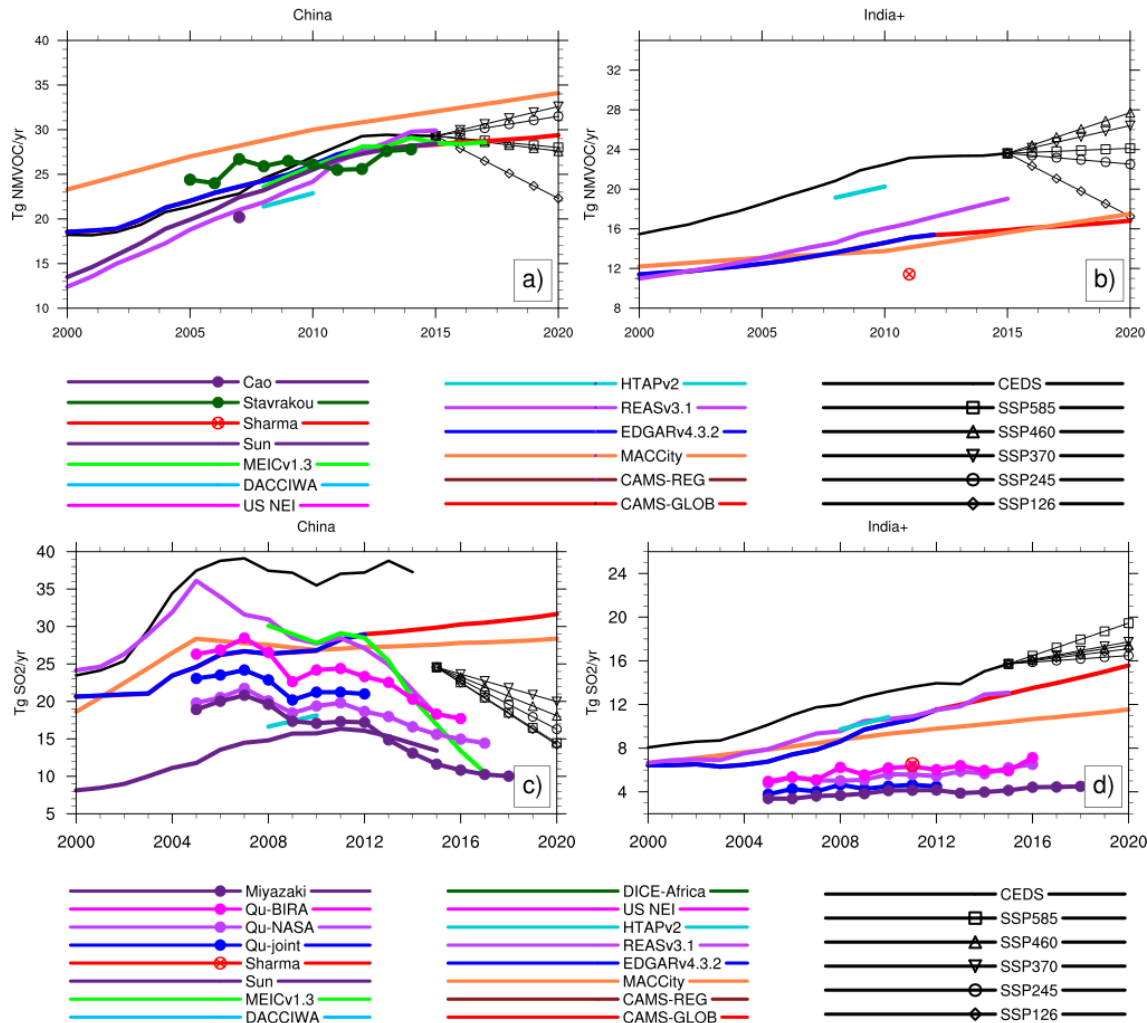 China
India+
Tg NMVOC/yr
40
35
30
25
20
15
10
2000
2005
2010
2015
2020
a)
Tg NMVOC/yr
32
28
24
20
16
12
8
2000
2005
2010
2015
2020
b)
Cao
Stavrakou
Sharma
Sun
MEICv1.3
DACCIWA
US NEI
HTAPv2
REASv3.1
EDGARv4.3.2
MACCity
CAMS-REG
CAMS-GLOB
CEDS
SSP585
SSP460
SSP370
SSP245
SSP126
China
India+
Tg SO2/yr
40
35
30
25
20
15
10
5
2000
2004
2008
2012
2016
2020
c)
Tg SO2/yr
24
20
16
12
8
4
2000
2004
2008
2012
2016
2020
d)
Miyazaki
Qu-BIRA
Qu-NASA
Qu-joint
Sharma
Sun
MEICv1.3
DACCIWA
DICE-Africa
US NEI
HTAPv2
REASv3.1
EDGARv4.3.2
MACCity
CAMS-REG
CAMS-GLOB
CEDS
SSP585
SSP460
SSP370
SSP245
SSP126